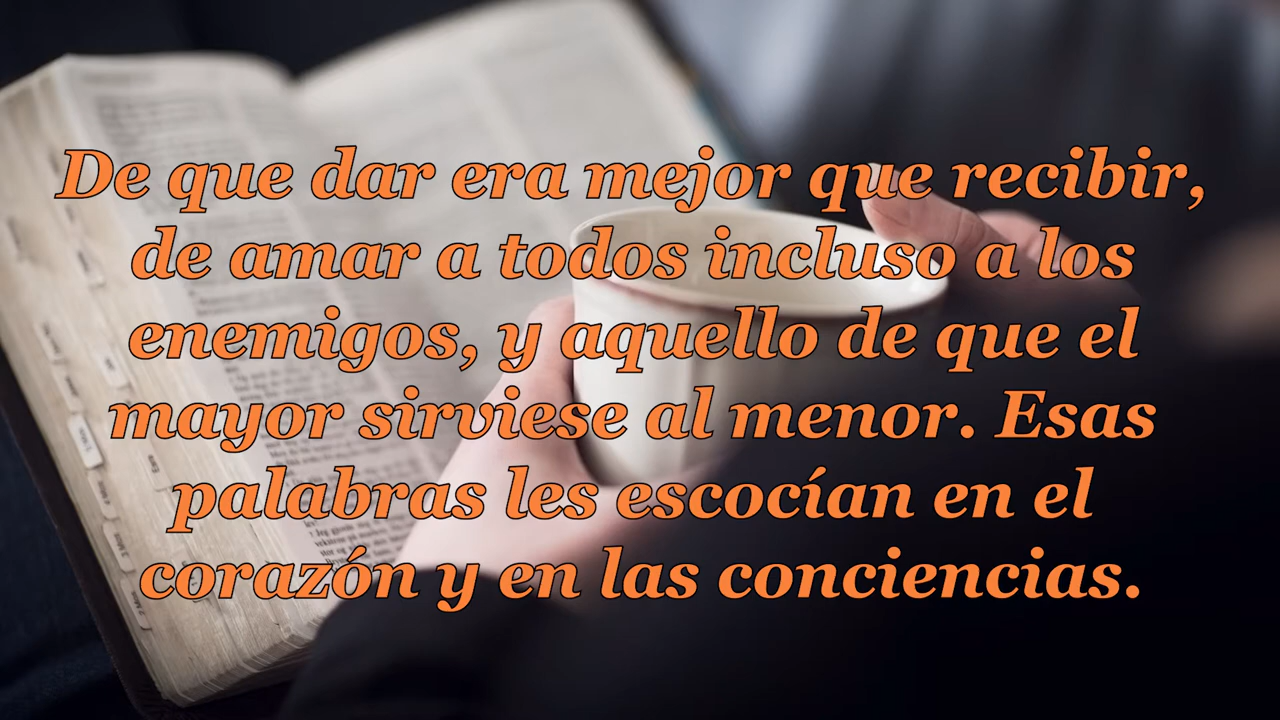 De que dar era mejor que recibir,
de amar a todos incluso a los
enemigos, y aquello de que el
mayor sirviese al menor. Esas
palabras les escocían en el
corazón y en las conciencias.